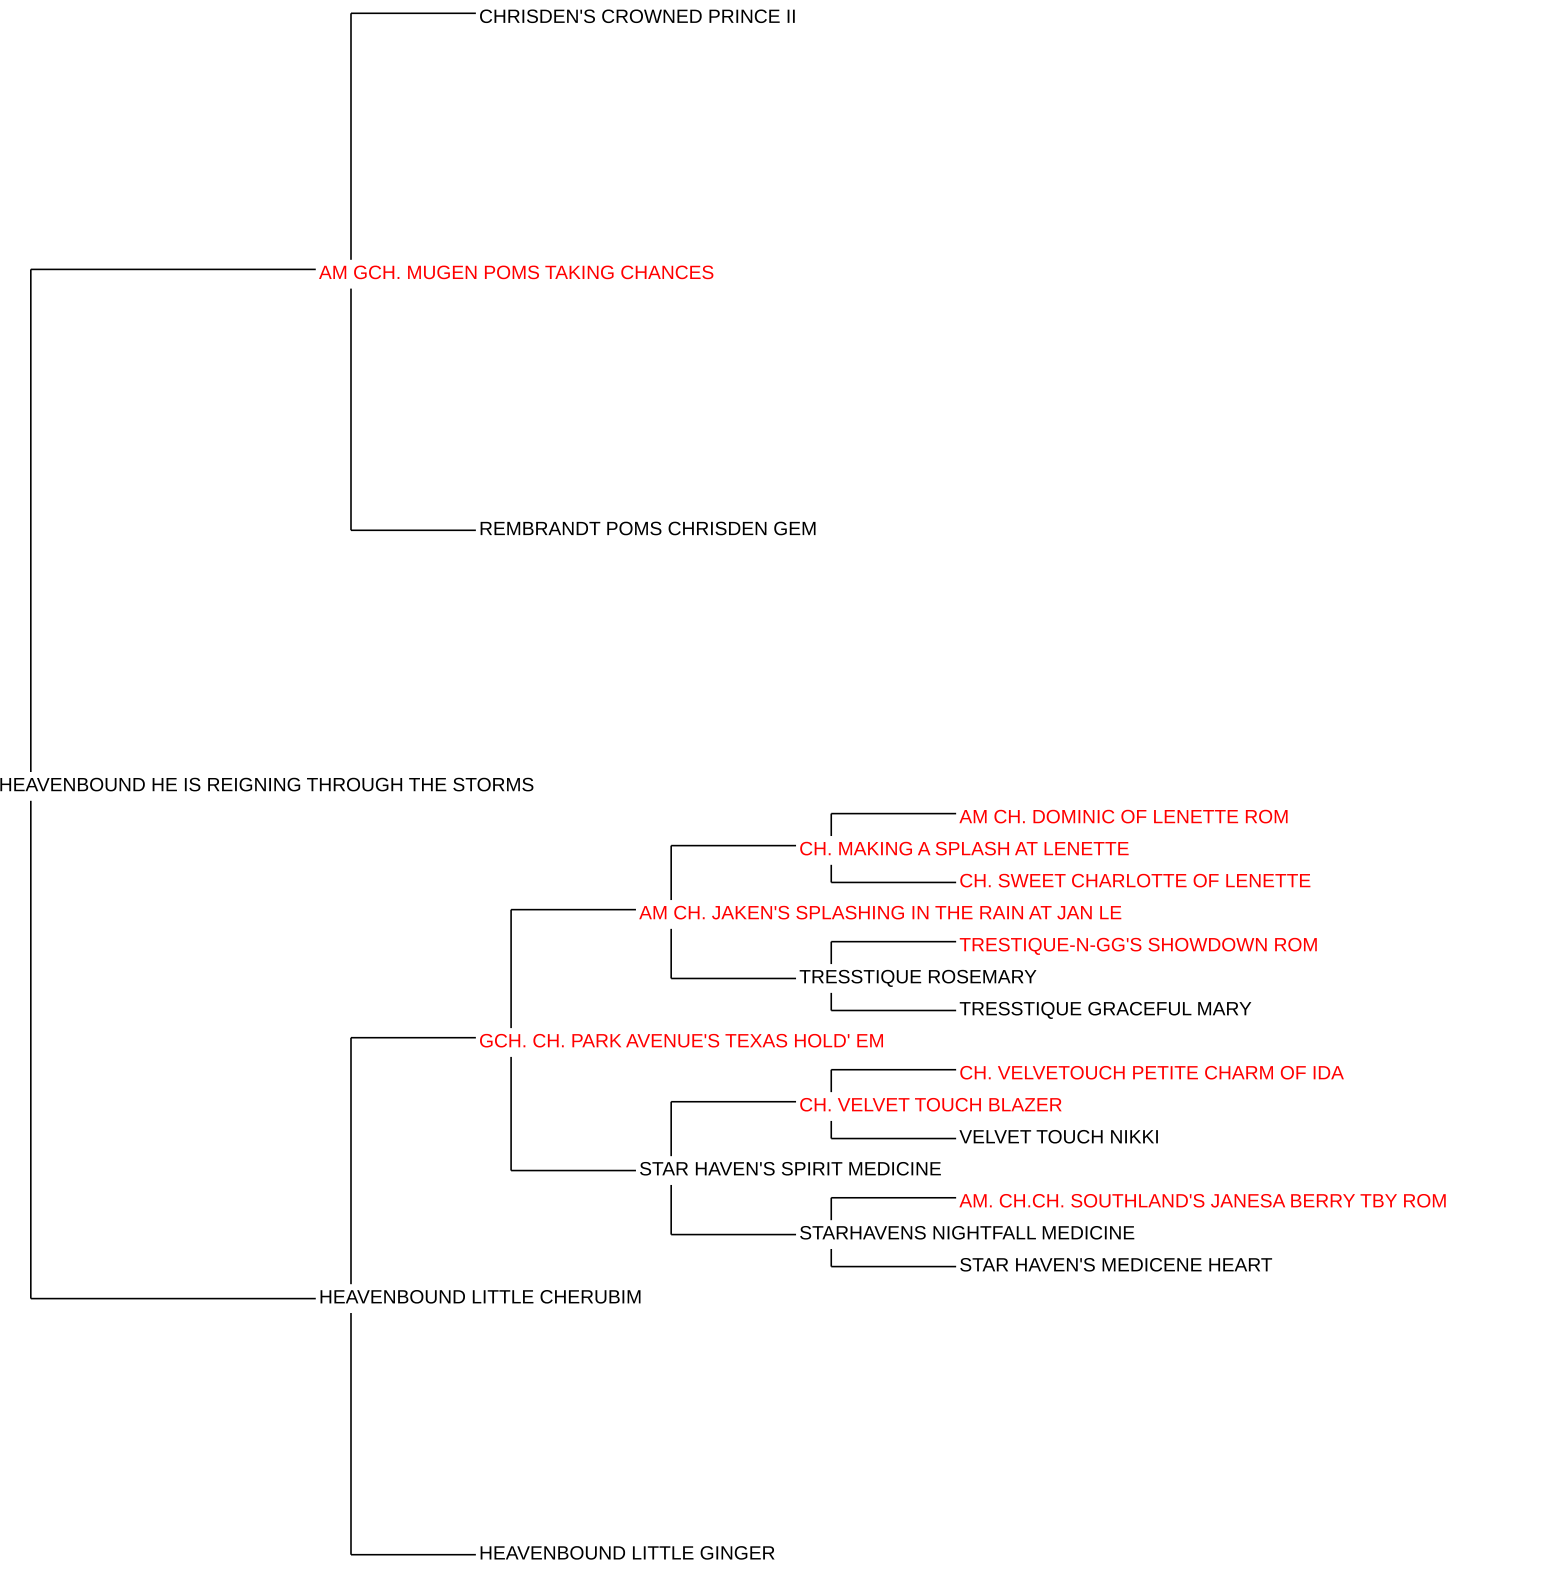 CHRISDEN'S CROWNED PRINCE II
AM GCH. MUGEN POMS TAKING CHANCES
REMBRANDT POMS CHRISDEN GEM
HEAVENBOUND HE IS REIGNING THROUGH THE STORMS
AM CH. DOMINIC OF LENETTE ROM
CH. MAKING A SPLASH AT LENETTE
CH. SWEET CHARLOTTE OF LENETTE
AM CH. JAKEN'S SPLASHING IN THE RAIN AT JAN LE
TRESTIQUE-N-GG'S SHOWDOWN ROM
TRESSTIQUE ROSEMARY
TRESSTIQUE GRACEFUL MARY
GCH. CH. PARK AVENUE'S TEXAS HOLD' EM
CH. VELVETOUCH PETITE CHARM OF IDA
CH. VELVET TOUCH BLAZER
VELVET TOUCH NIKKI
STAR HAVEN'S SPIRIT MEDICINE
AM. CH.CH. SOUTHLAND'S JANESA BERRY TBY ROM
STARHAVENS NIGHTFALL MEDICINE
STAR HAVEN'S MEDICENE HEART
HEAVENBOUND LITTLE CHERUBIM
HEAVENBOUND LITTLE GINGER